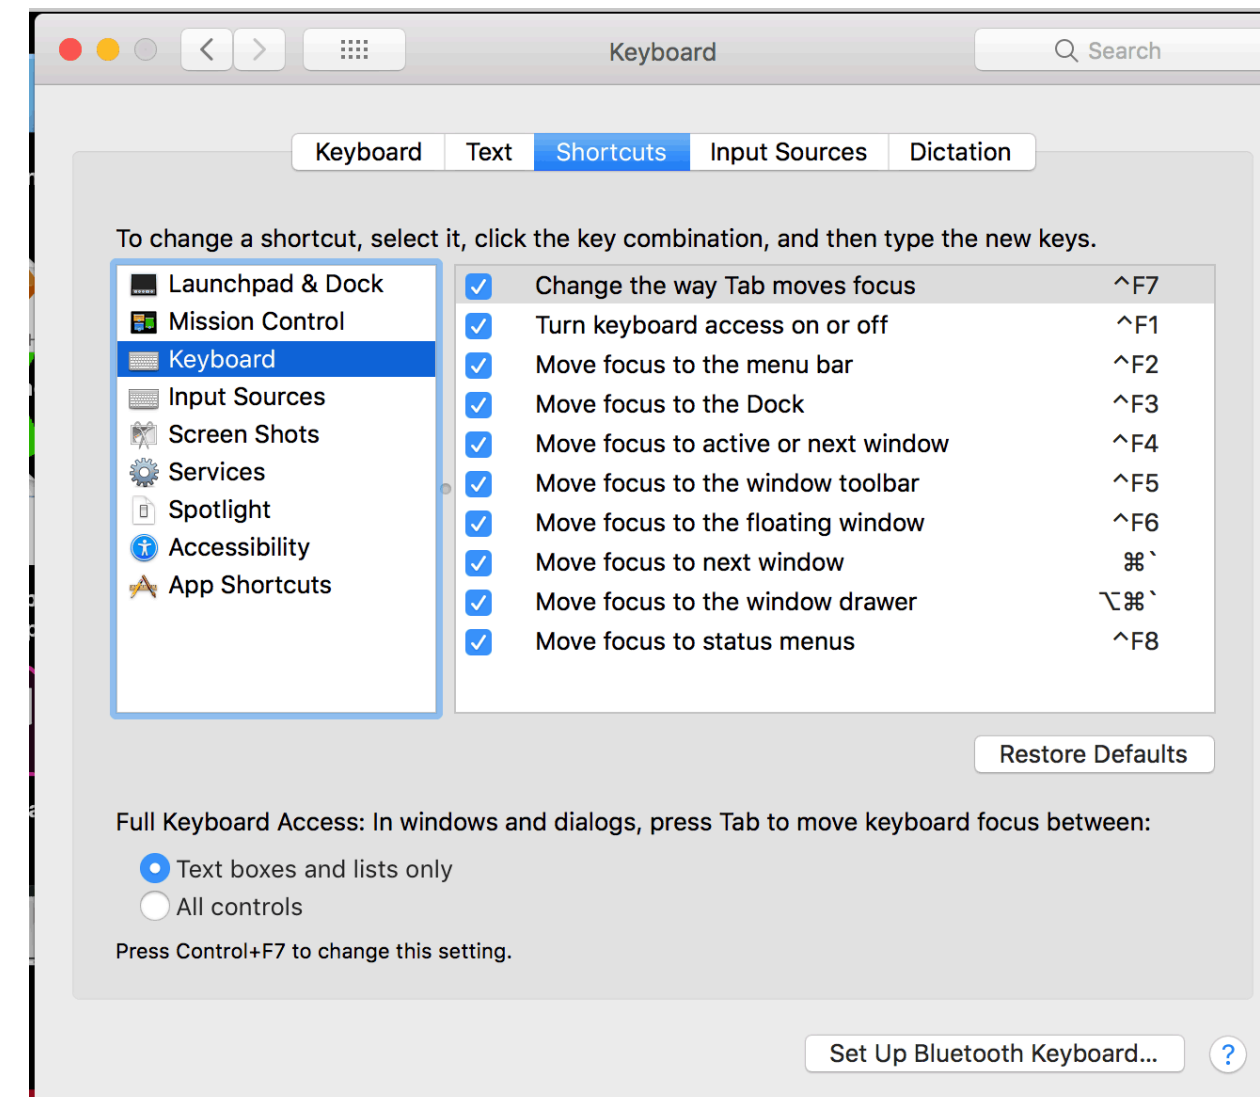 Keyboard
Search
Keyboard Text Shortcuts Input Sources Dictation
To change a shortcut, select it, click the key combination, and then type the new keys.
Launchpad & Dock
Mission Control
Keyboard
Input Sources
Screen Shots
Services
Spotlight
Accessibility
App Shortcuts
Change the way Tab moves focus ^F7
Turn keyboard access on or off ^F1
Move focus to the menu bar ^F2
Move focus to the Dock ^F3
Move focus to active or next window ^F4
Move focus to the window toolbar ^F5
Move focus to the floating window ^F6
Move focus to next window ⌘`
Move focus to the window drawer ⌥⌘`
Move focus to status menus ^F8
Restore Defaults
Full Keyboard Access: In windows and dialogs, press Tab to move keyboard focus between:
Text boxes and lists only
All controls
Press Control+F7 to change this setting.
Set Up Bluetooth Keyboard...
?